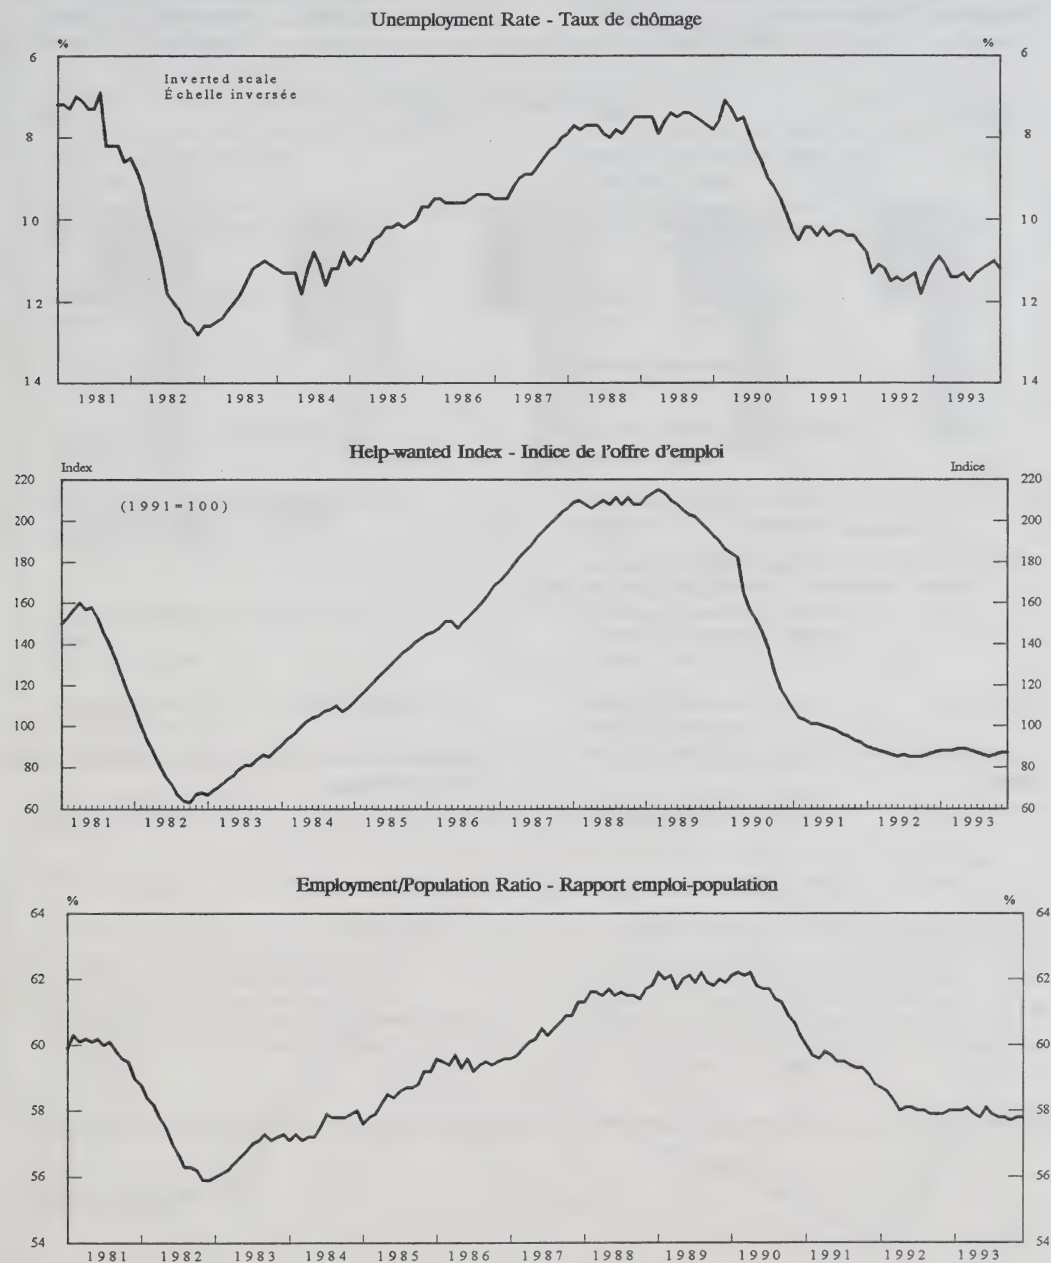 Unemployment Rate - Taux de chômage
% %
6 6
Inverted scale
Échelle inversée
8 8
10 10
12 12
14 14
1981 1982 1983 1984 1985 1986 1987 1988 1989 1990 1991 1992 1993
Help-wanted Index - Indice de l'offre d'emploi
Index Indice
220 220
(1991=100)
200 200
180 180
160 160
140 140
120 120
100 100
80 80
60 60
1981 1982 1983 1984 1985 1986 1987 1988 1989 1990 1991 1992 1993
Employment/Population Ratio - Rapport emploi-population
% %
64 64
62 62
60 60
58 58
56 56
54 54
1981 1982 1983 1984 1985 1986 1987 1988 1989 1990 1991 1992 1993